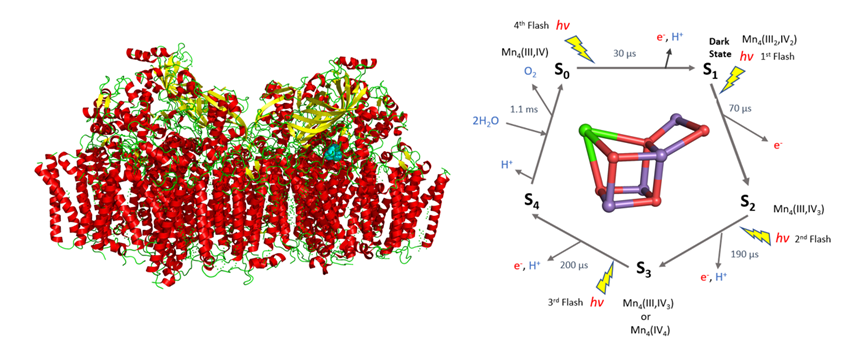 4th Flash hν
e-, H+
Mn4(III,IV)
30 µs
Dark
State
Mn4(III2,IV2)
hν 1st Flash
S0
S1
O2
1.1 ms
2H2O
H+
70 µs
e-
S4
S2
Mn4(III,IV3)
hν 2nd Flash
190 µs
e-, H+
S3
200 µs
e-, H+
3rd Flash hν
Mn4(III,IV3)
or
Mn4(IV4)